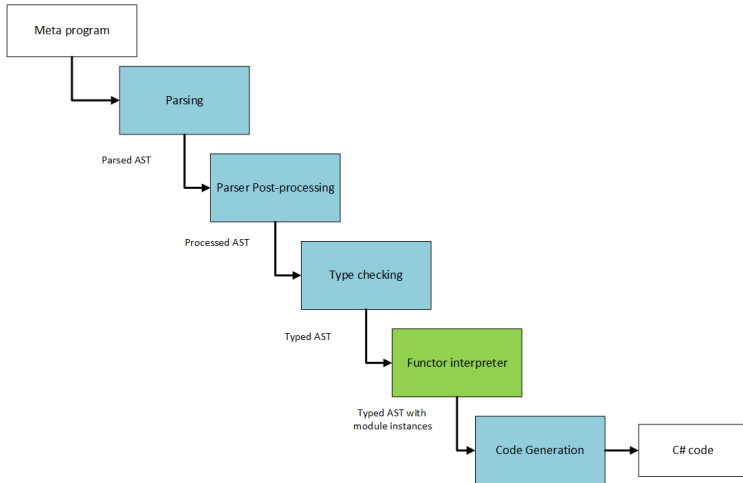 Meta program
Parsing
Parsed AST
Parser Post-processing
Processed AST
Type checking
Typed AST
Functor interpreter
Typed AST with
module instances
Code Generation
C# code